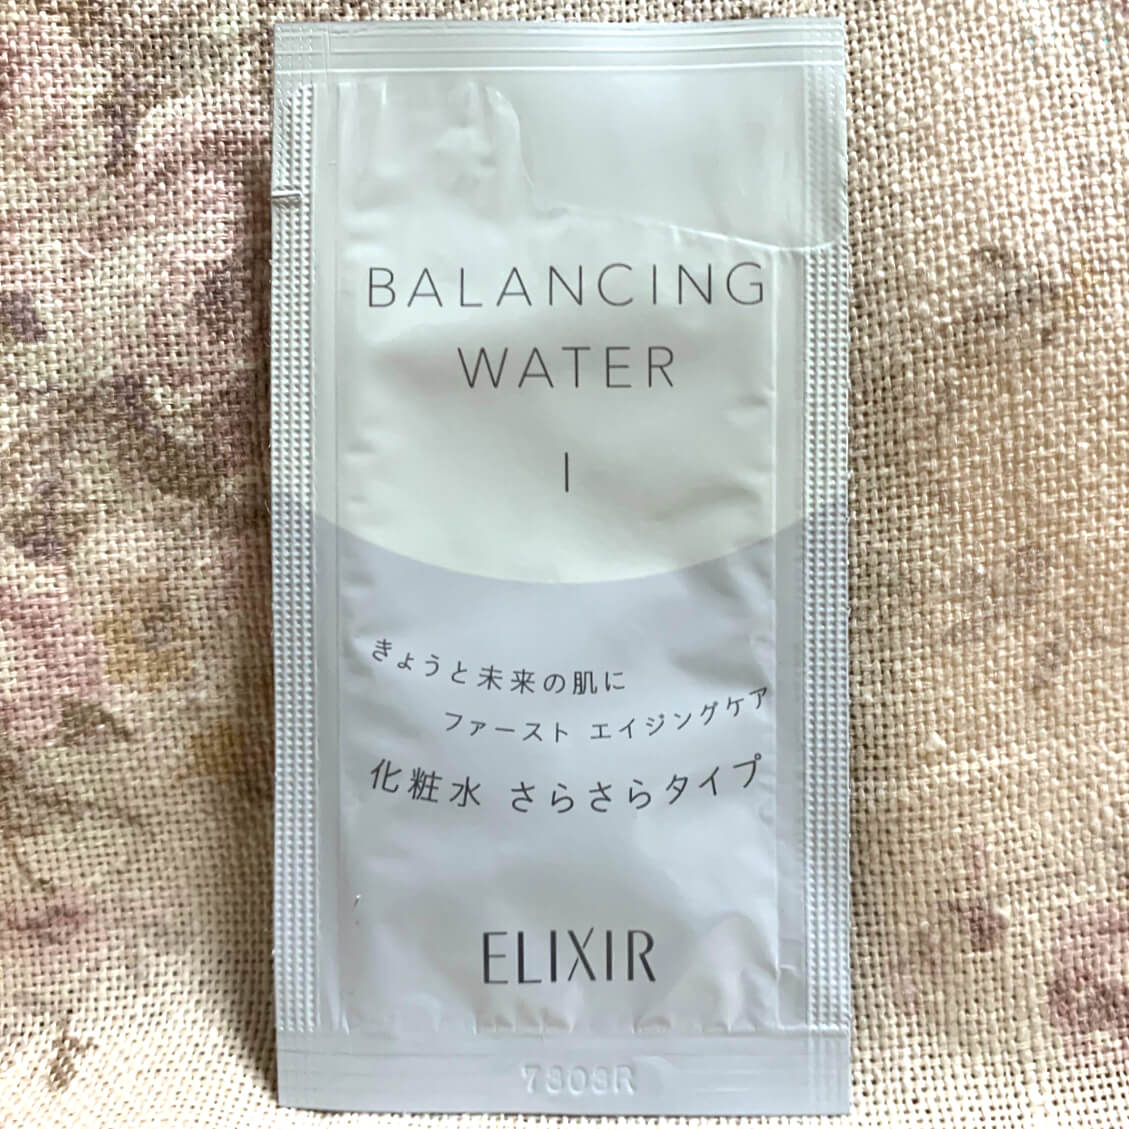 BALANCING
WATER
I
きょうと未来の肌に
ファースト エイジングケア
化粧水 さらさらタイプ
ELIXIR